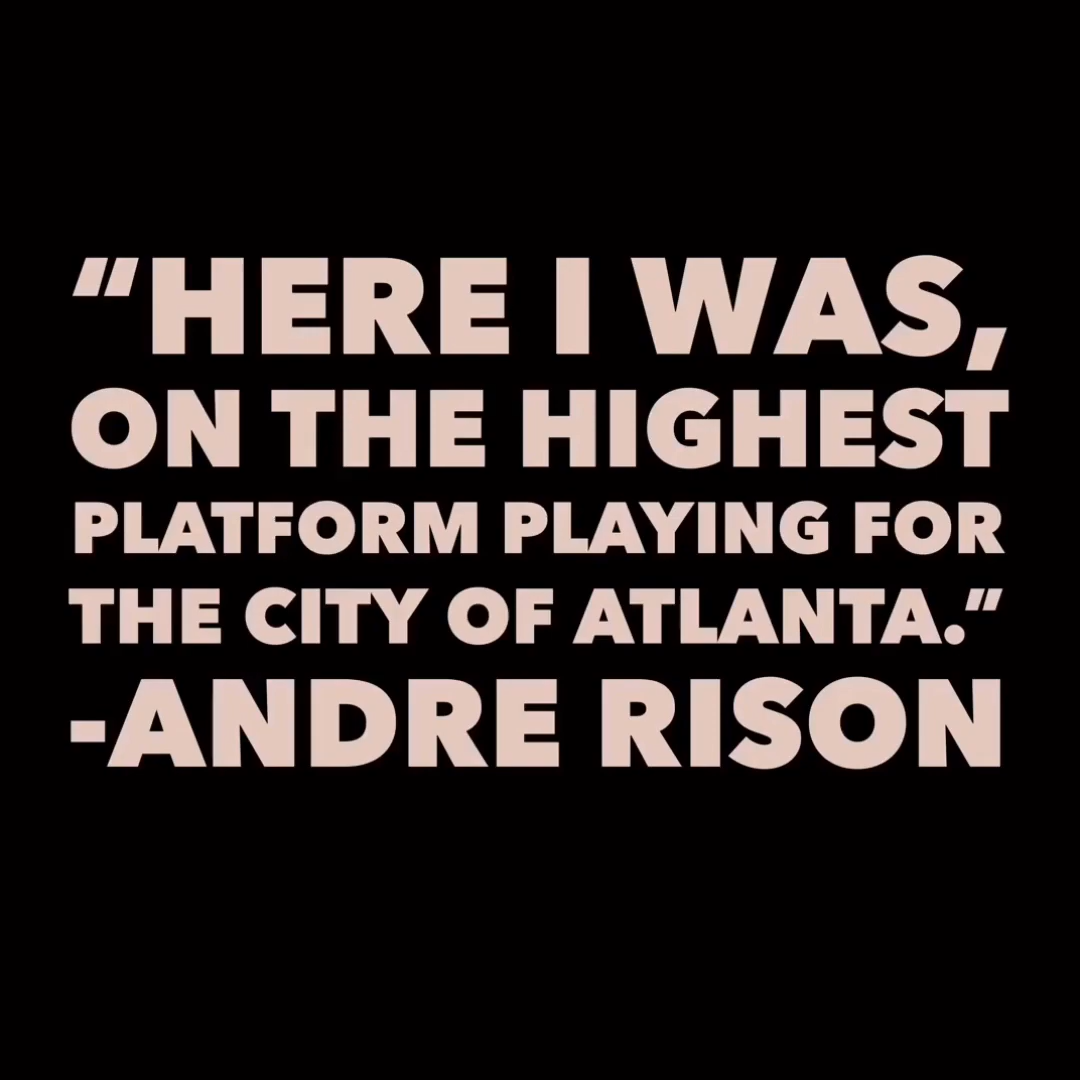 “HERE I WAS,
ON THE HIGHEST
PLATFORM PLAYING FOR
THE CITY OF ATLANTA.”
-ANDRE RISON